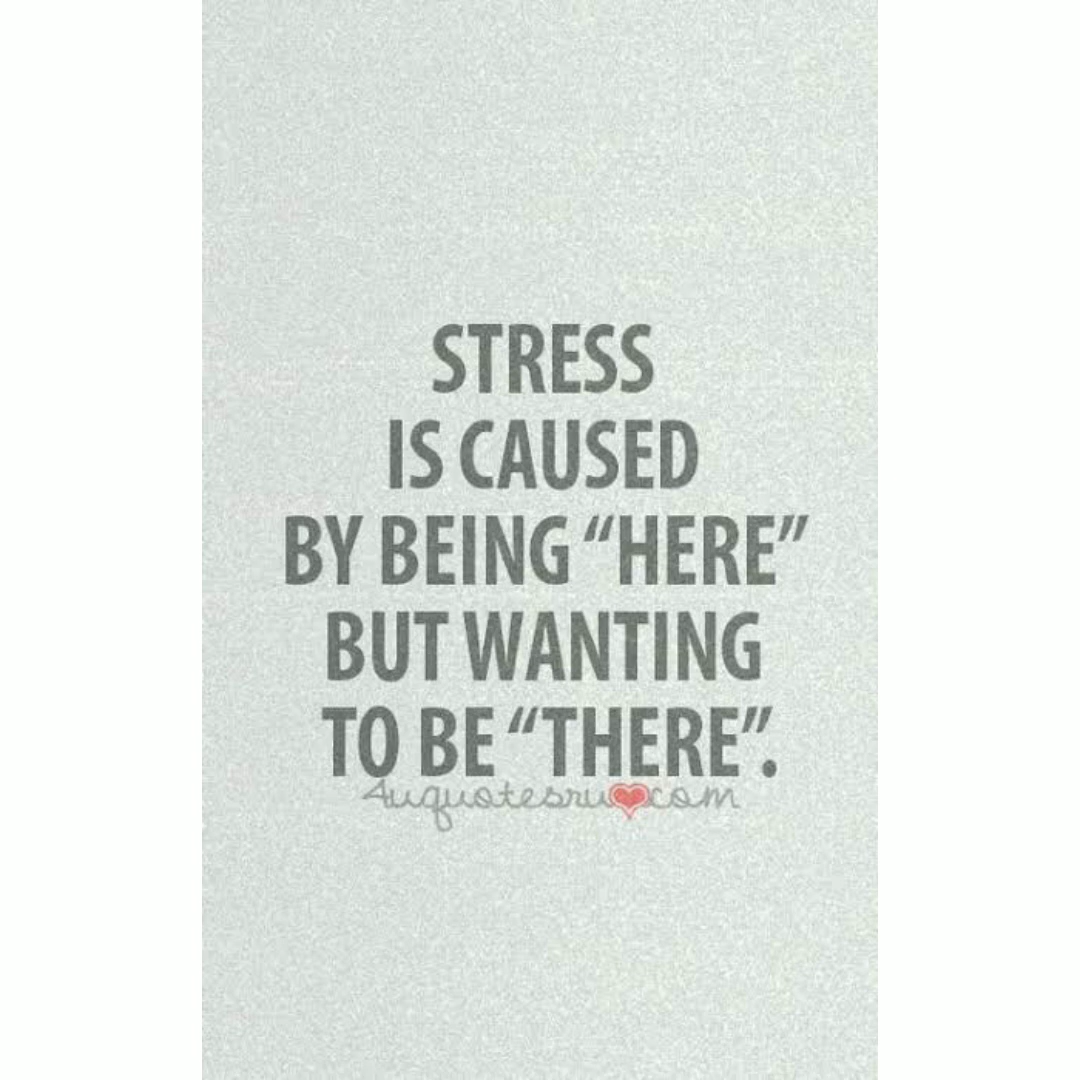 STRESS
IS CAUSED
BY BEING “HERE”
BUT WANTING
TO BE “THERE”.
4uquotesru❤com